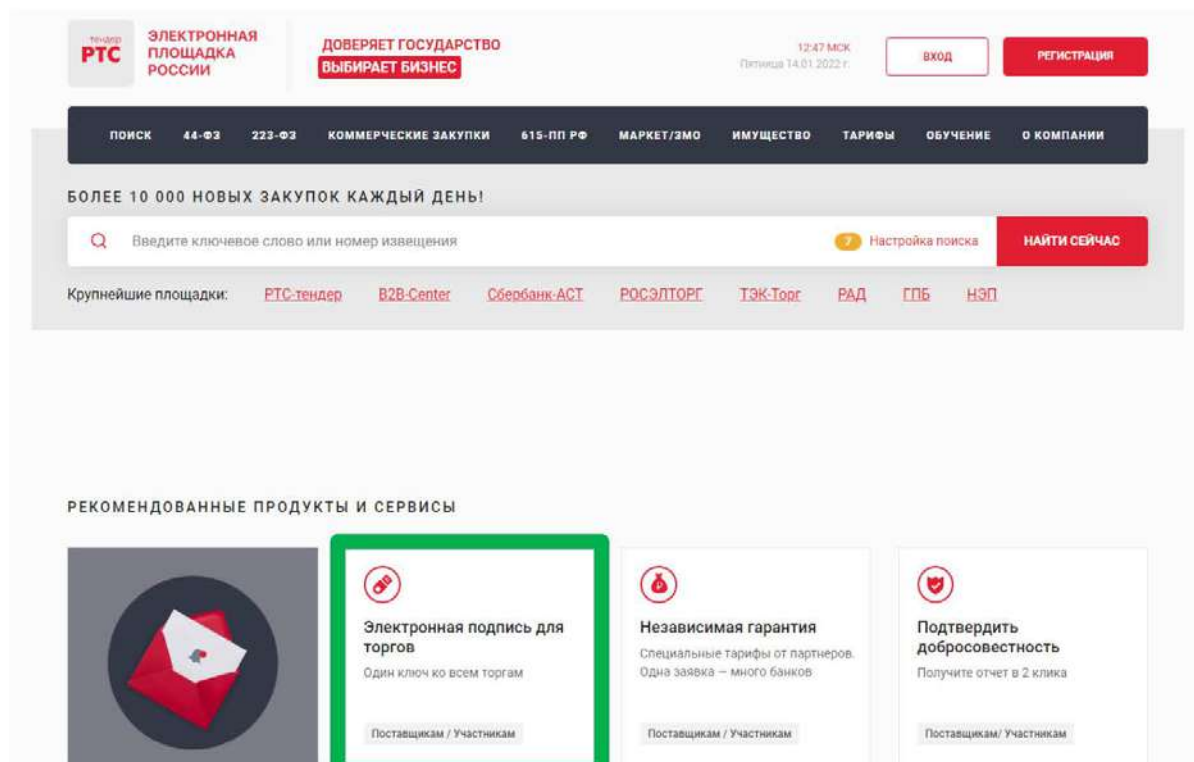 тендер
РТС
ЭЛЕКТРОННАЯ
ПЛОЩАДКА
РОССИИ
ДОВЕРЯЕТ ГОСУДАРСТВО
ВЫБИРАЕТ БИЗНЕС
12:47 МСК
Пятница 14.01.2022 г.
ВХОД
РЕГИСТРАЦИЯ
ПОИСК 44-ФЗ 223-ФЗ КОММЕРЧЕСКИЕ ЗАКУПКИ 615-ПП РФ МАРКЕТ/ЗМО ИМУЩЕСТВО ТАРИФЫ ОБУЧЕНИЕ О КОМПАНИИ
БОЛЕЕ 10 000 НОВЫХ ЗАКУПОК КАЖДЫЙ ДЕНЬ!
Введите ключевое слово или номер извещения 7 Настройка поиска НАЙТИ СЕЙЧАС
Крупнейшие площадки: РТС-тендер B2B-Center Сбербанк-АСТ РОСЭЛТОРГ ТЭК-Торг РАД ГПБ НЭП
РЕКОМЕНДОВАННЫЕ ПРОДУКТЫ И СЕРВИСЫ
Электронная подпись для
торгов
Один ключ ко всем торгам
Поставщикам / Участникам
Независимая гарантия
Специальные тарифы от партнеров.
Одна заявка – много банков
Поставщикам / Участникам
Подтвердить
добросовестность
Получите отчет в 2 клика
Поставщикам/ Участникам